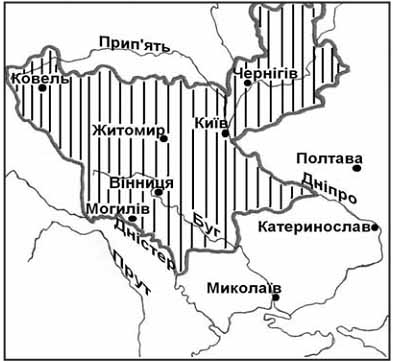 Прип'ять
Ковель
Чернігів
Житомир
Київ
Полтава
Вінниця
Дніпро
Могилів
Буг
Катеринослав
Дністер
Прут
Миколаїв